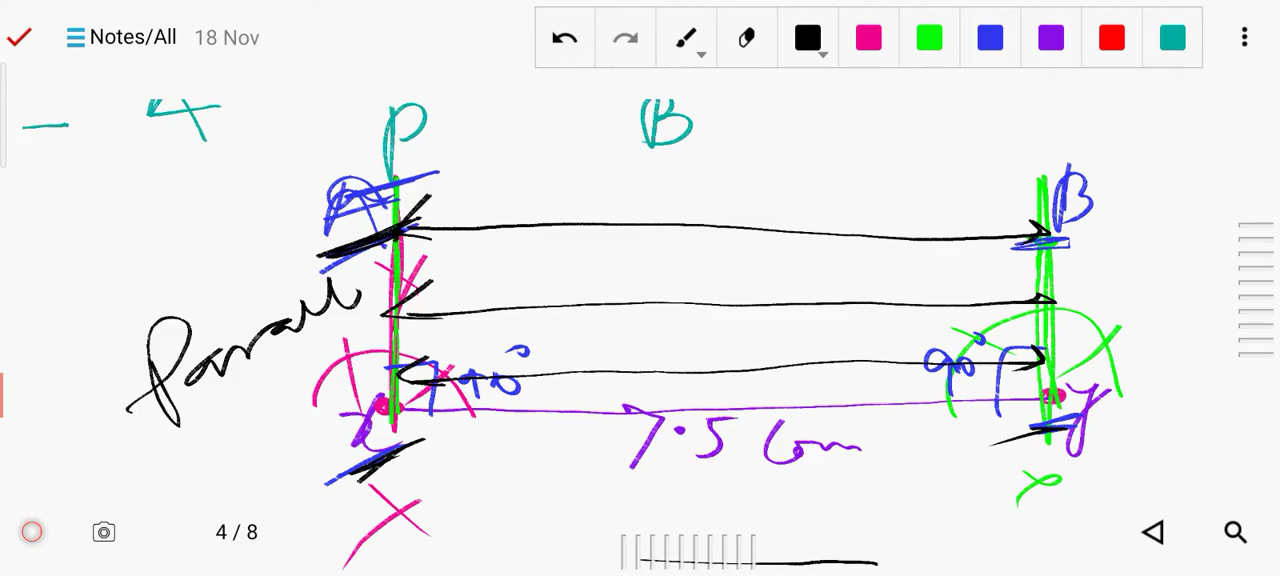 Notes/All 18 Nov
- 4 P B
A B
Parall
90° 90°
x 7.5 Cm y
X
4 / 8